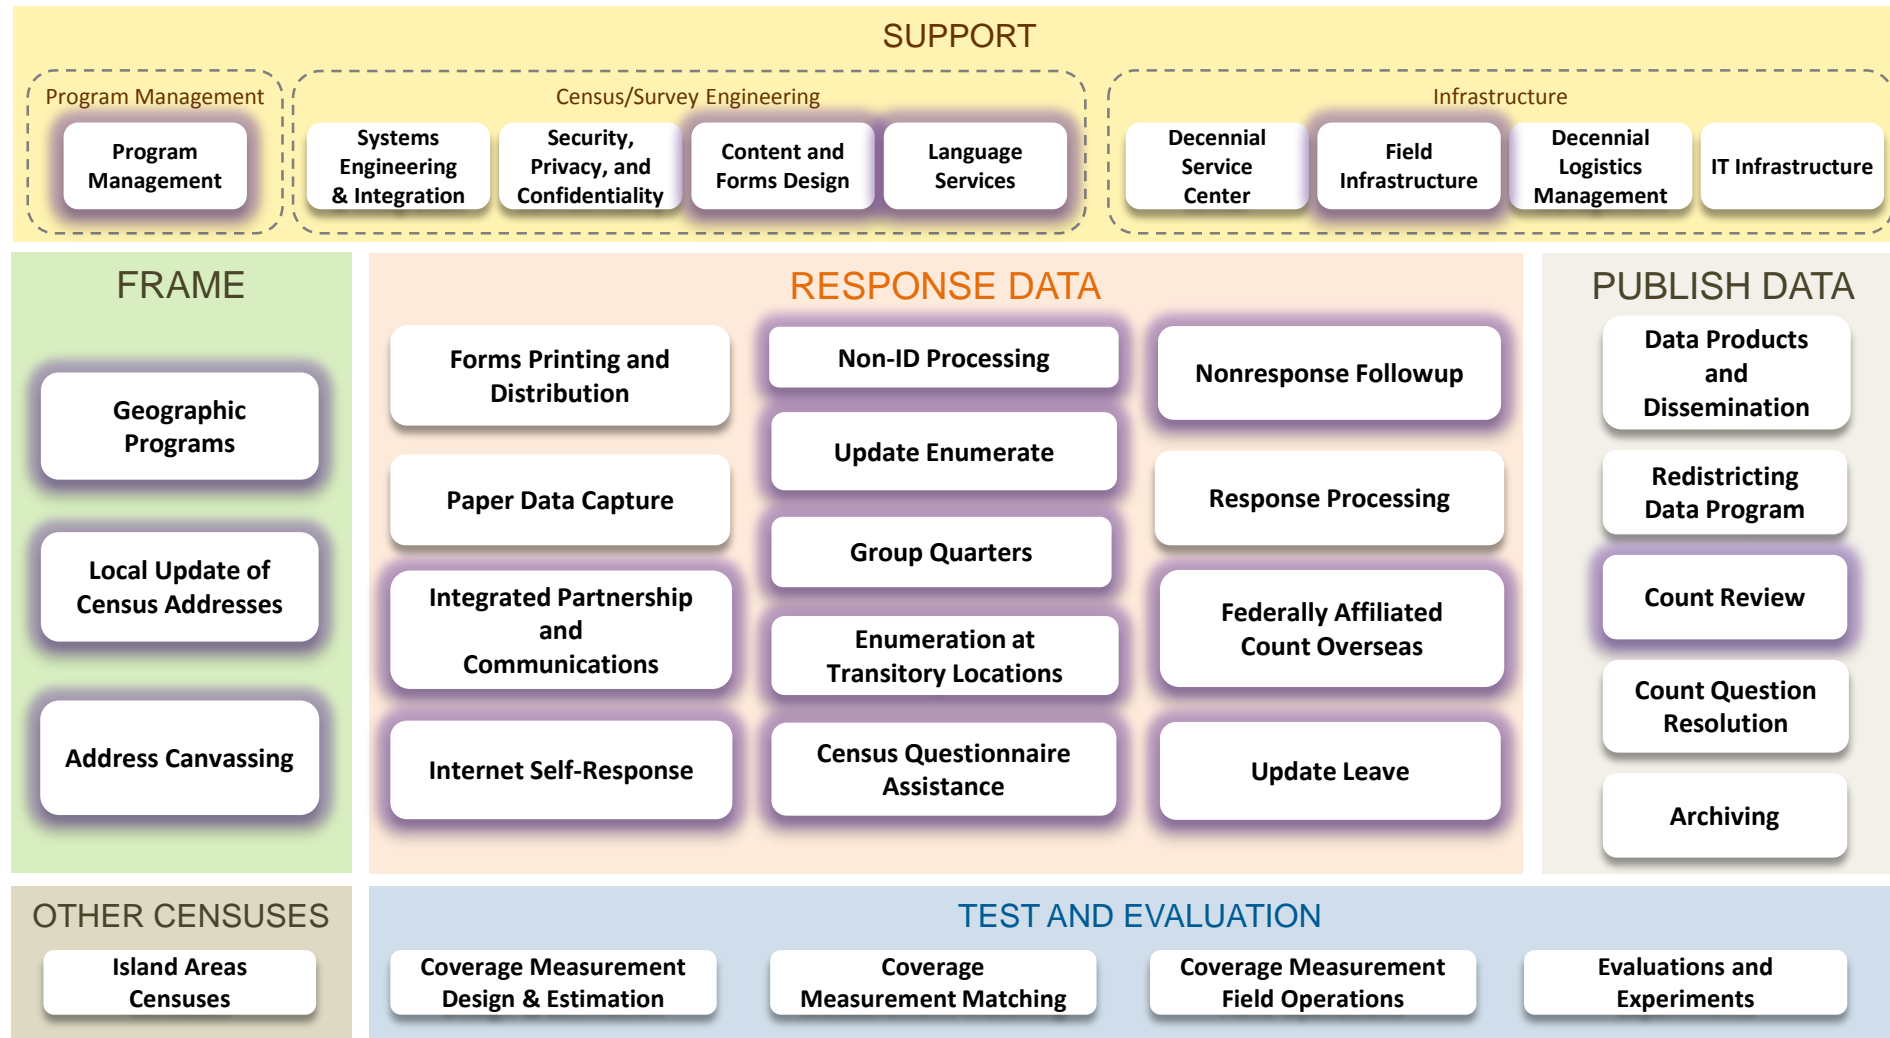 SUPPORT
Program Management
Program
Management
Census/Survey Engineering
Systems
Engineering
& Integration
Security,
Privacy, and
Confidentiality
Content and
Forms Design
Language
Services
Infrastructure
Decennial
Service
Center
Field
Infrastructure
Decennial
Logistics
Management
IT Infrastructure
FRAME
Geographic
Programs
Local Update of
Census Addresses
Address Canvassing
RESPONSE DATA
Forms Printing and
Distribution
Paper Data Capture
Integrated Partnership
and
Communications
Internet Self-Response
Non-ID Processing
Update Enumerate
Group Quarters
Enumeration at
Transitory Locations
Census Questionnaire
Assistance
Nonresponse Followup
Response Processing
Federally Affiliated
Count Overseas
Update Leave
PUBLISH DATA
Data Products
and
Dissemination
Redistricting
Data Program
Count Review
Count Question
Resolution
Archiving
OTHER CENSUSES
Island Areas
Censuses
TEST AND EVALUATION
Coverage Measurement
Design & Estimation
Coverage
Measurement Matching
Coverage Measurement
Field Operations
Evaluations and
Experiments